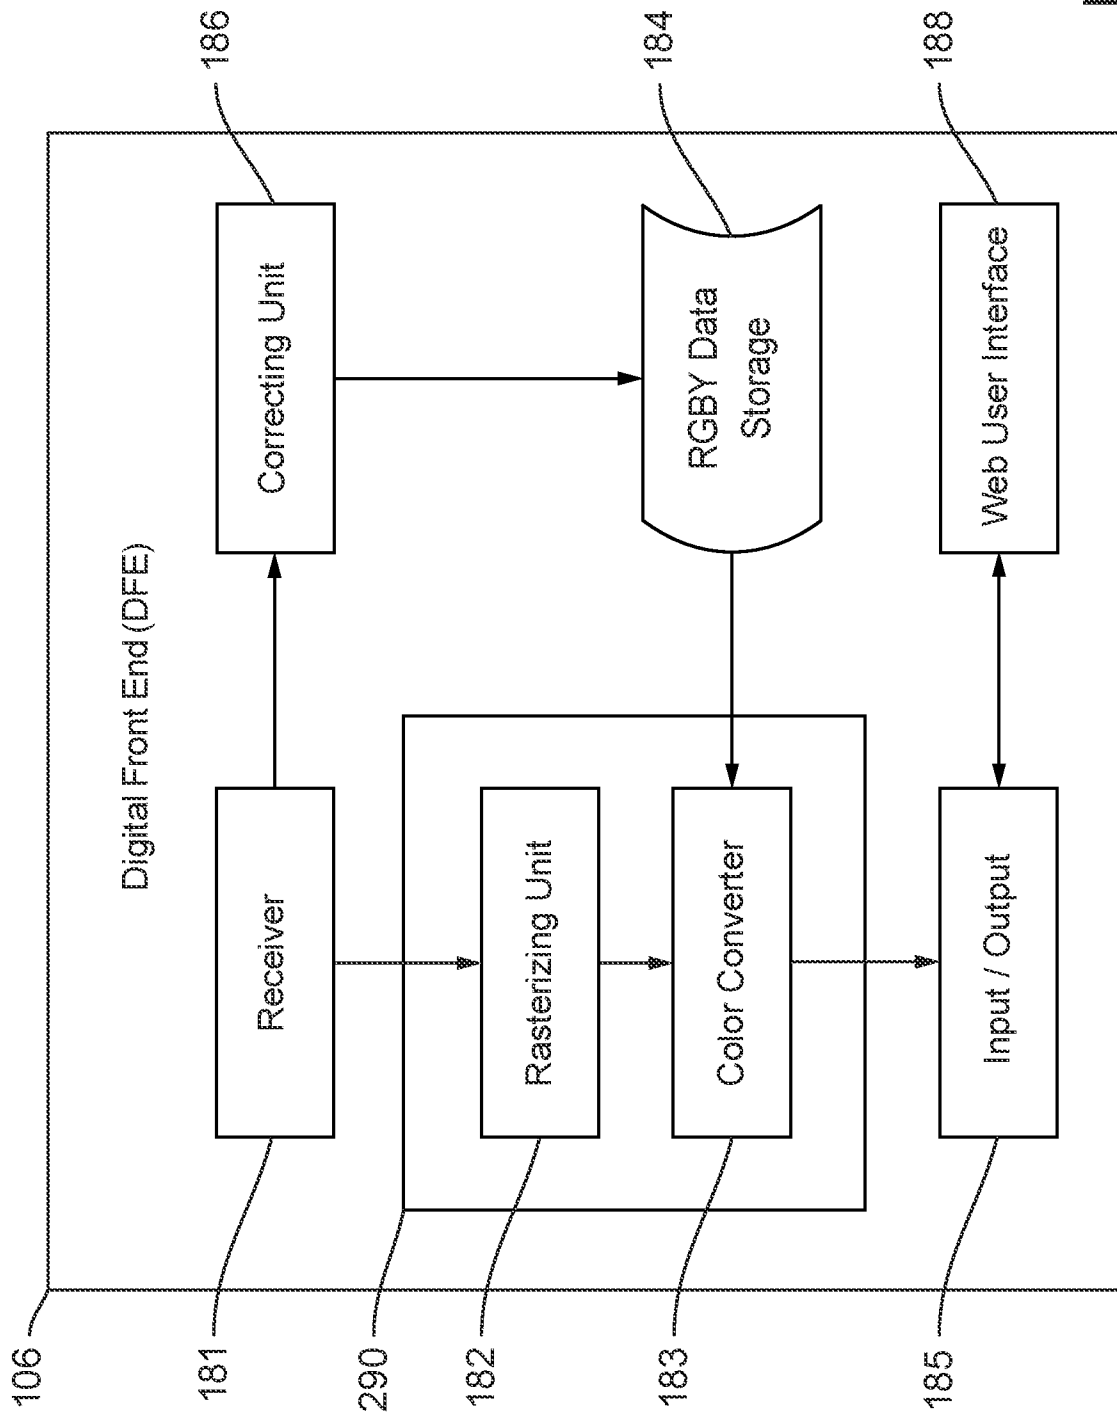 106
Digital Front End (DFE)
181
Receiver
Correcting Unit
186
290
182
Rasterizing Unit
183
Color Converter
RGBY Data
Storage
184
185
Input / Output
Web User Interface
188